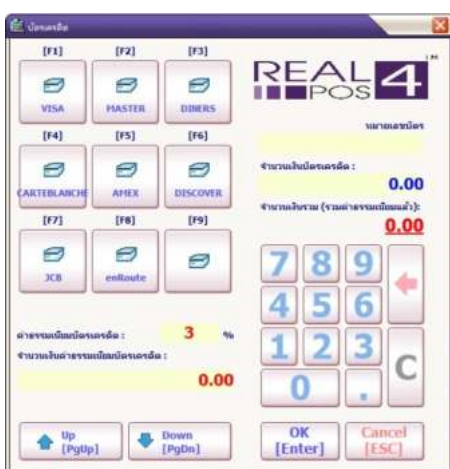 บัตรเครดิต
[F1] [F2] [F3]
VISA MASTER DINERS
[F4] [F5] [F6]
CARTEBLANCHE AMEX DISCOVER
[F7] [F8] [F9]
JCB enRoute
REAL POS 4 TM
หมายเลขบัตร
จำนวนเงินบัตรเครดิต :
0.00
จำนวนเงินรวม (รวมค่าธรรมเนียมแล้ว):
0.00
7 8 9
4 5 6
1 2 3 C
0 .
ค่าธรรมเนียมบัตรเครดิต : 3 %
จำนวนเงินค่าธรรมเนียมบัตรเครดิต :
0.00
Up [PgUp]
Down [PgDn]
OK [Enter]
Cancel [ESC]